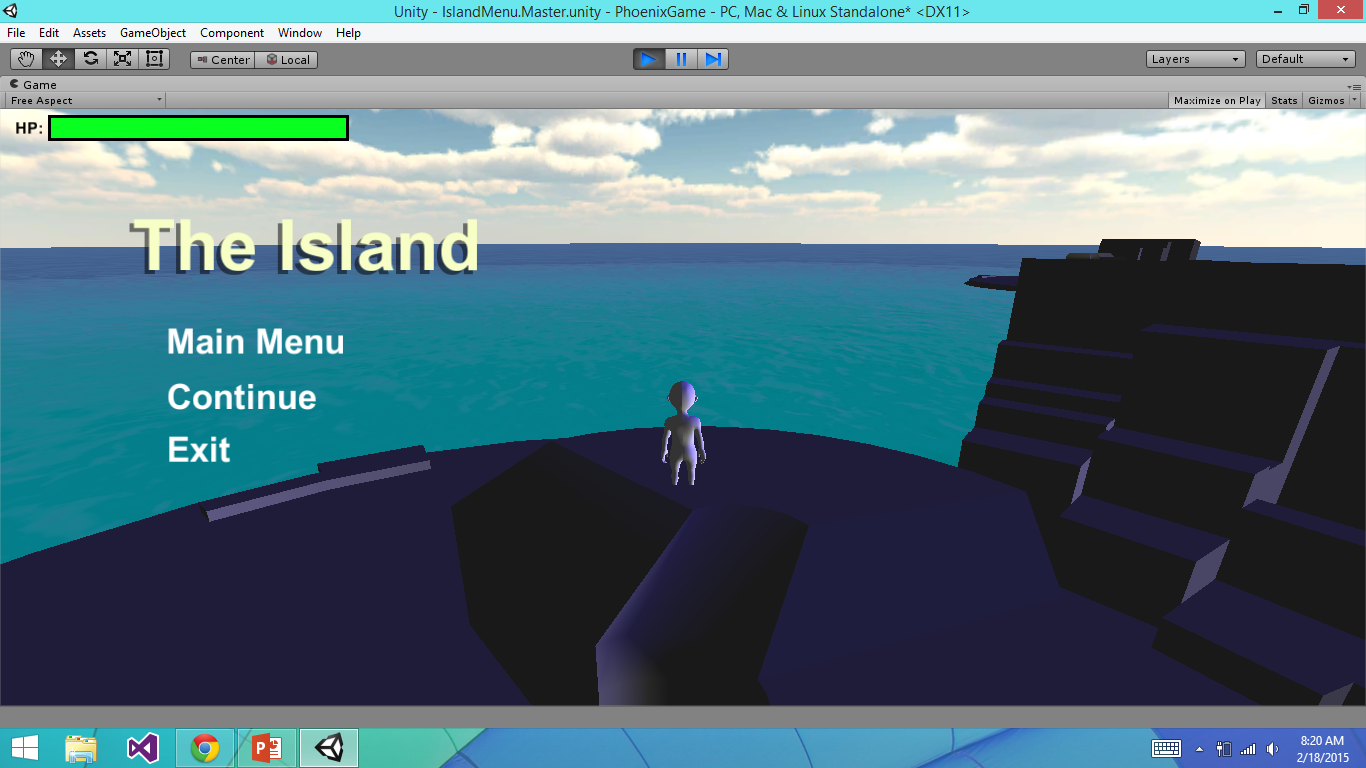 Unity - IslandMenu.Master.unity - PhoenixGame - PC, Mac & Linux Standalone* <DX11>
File Edit Assets GameObject Component Window Help
Center Local Layers Default
Game
Free Aspect Maximize on Play Stats Gizmos
HP:
The Island
Main Menu
Continue
Exit
8:20 AM
2/18/2015